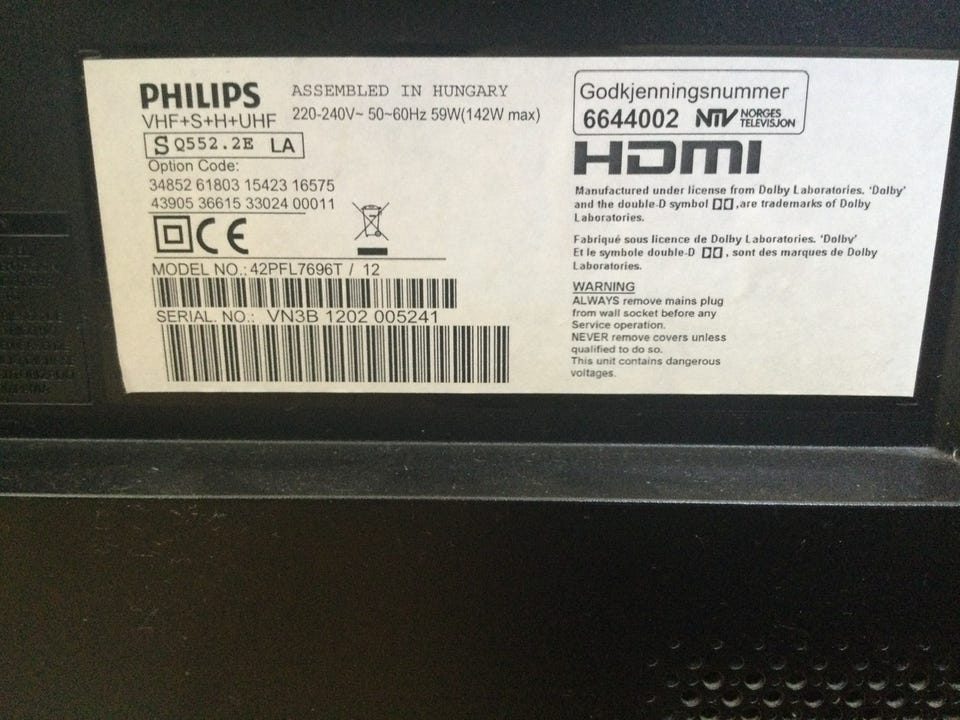 PHILIPS
ASSEMBLED IN HUNGARY
VHF+S+H+UHF
220-240V~ 50~60Hz 59W(142W max)
S Q552.2E LA
Option Code:
34852 61803 15423 16575
43905 36615 33024 00011
CE
MODEL NO.: 42PFL7696T / 12
SERIAL. NO.: VN3B 1202 005241
Godkjenningsnummer
6644002 NTV NORGES
TELEVISJON
HDMI
Manufactured under license from Dolby Laboratories. 'Dolby'
and the double-D symbol ,are trademarks of Dolby
Laboratories.
Fabriqué sous licence de Dolby Laboratories. 'Dolby'
Et le symbole double-D , sont des marques de Dolby
Laboratories.
WARNING
ALWAYS remove mains plug
from wall socket before any
Service operation.
NEVER remove covers unless
qualified to do so.
This unit contains dangerous
voltages.